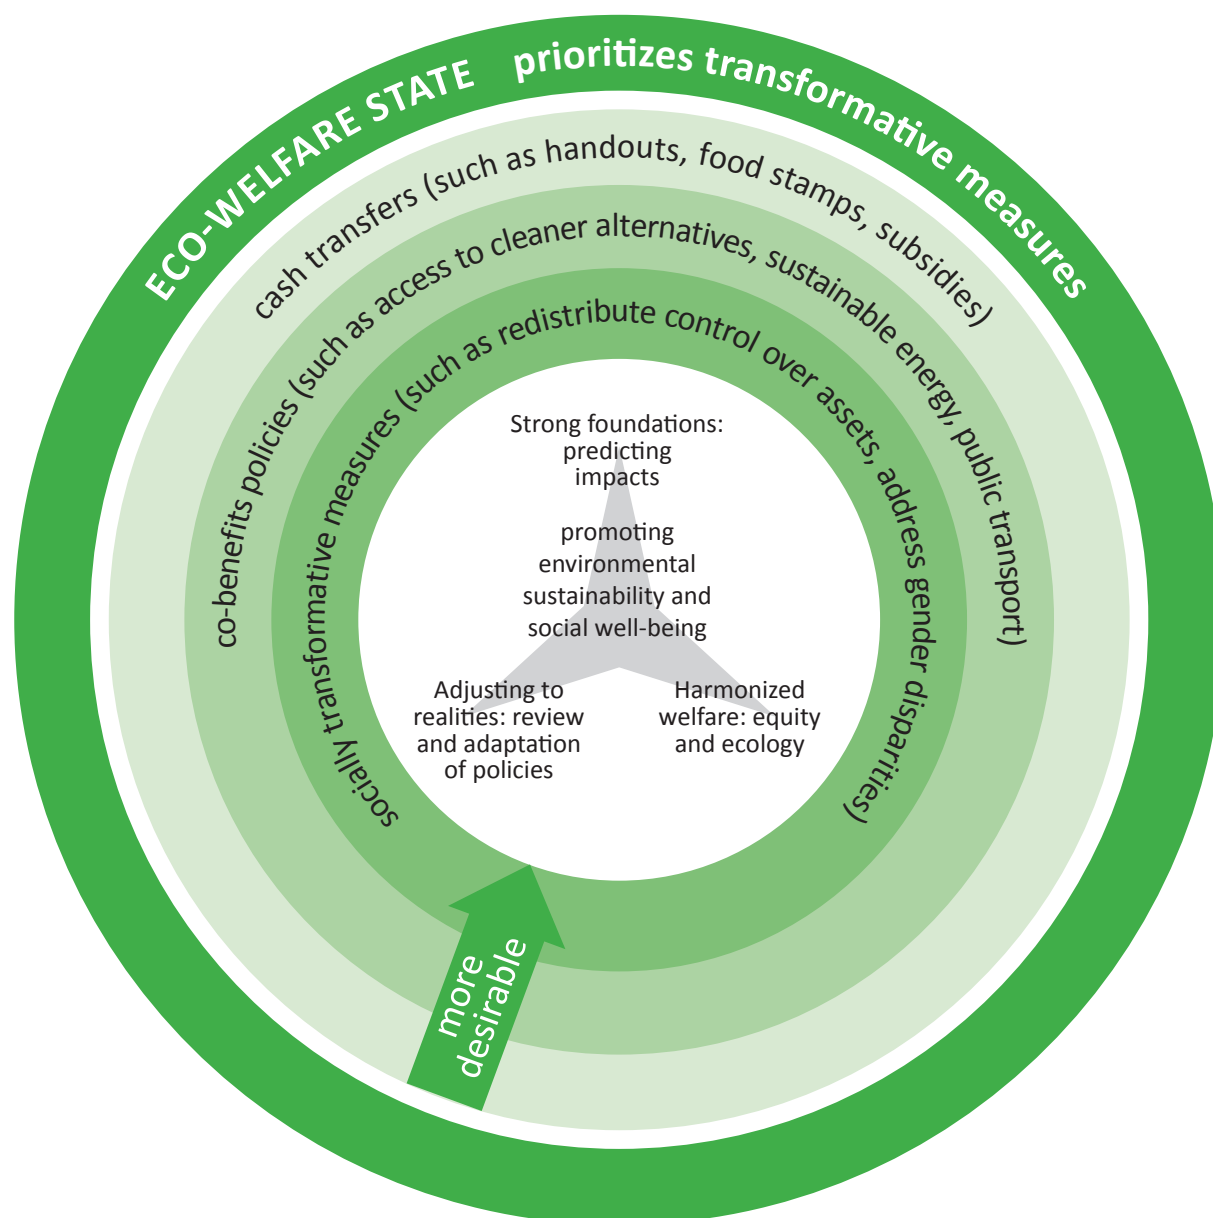 ECO-WELFARE STATE prioritizes transformative measures
cash transfers (such as handouts, food stamps, subsidies)
co-benefits policies (such as access to cleaner alternatives, sustainable energy, public transport)
socially transformative measures (such as redistribute control over assets, address gender disparities)
Strong foundations:
predicting
impacts
promoting
environmental
sustainability and
social well-being
Adjusting to
realities: review
and adaptation
of policies
Harmonized
welfare: equity
and ecology
more
desirable